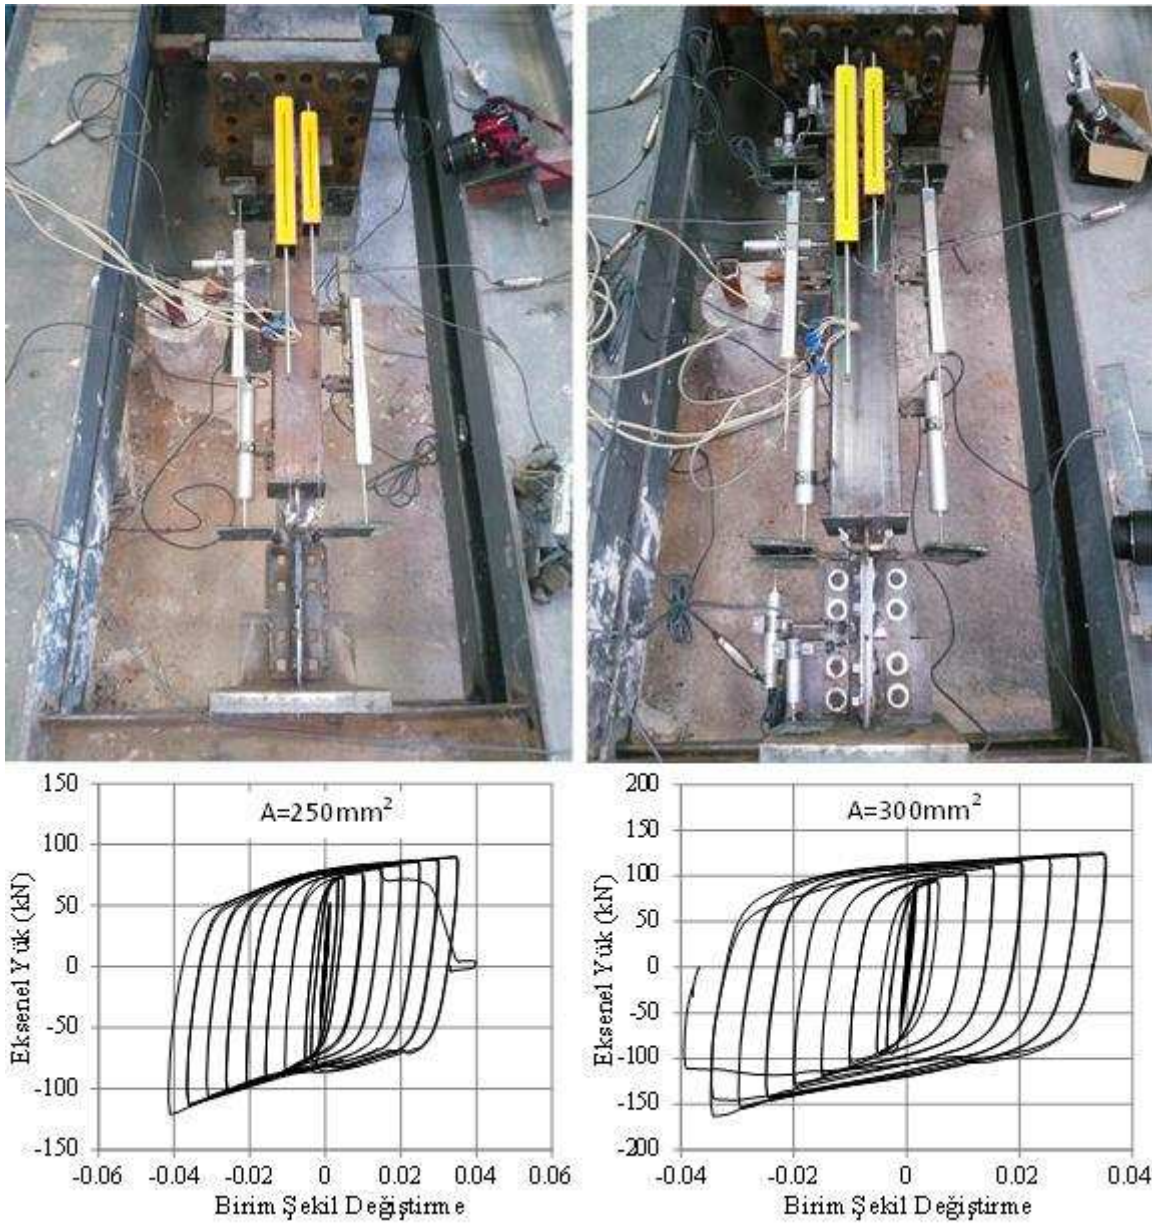 150
100
50
0
-50
-100
-150
A=250mm²
Eksenel Yük (kN)
-0.06 -0.04 -0.02 0 0.02 0.04 0.06
Birim Şekil Değiştirme
200
150
100
50
0
-50
-100
-150
-200
A=300mm²
Eksenel Yük (kN)
-0.04 -0.02 0 0.02 0.04
Birim Şekil Değiştirme